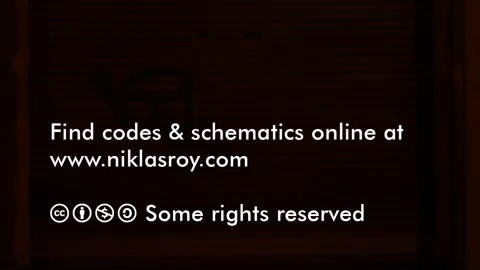 Find codes & schematics online at
www.niklasroy.com
Some rights reserved